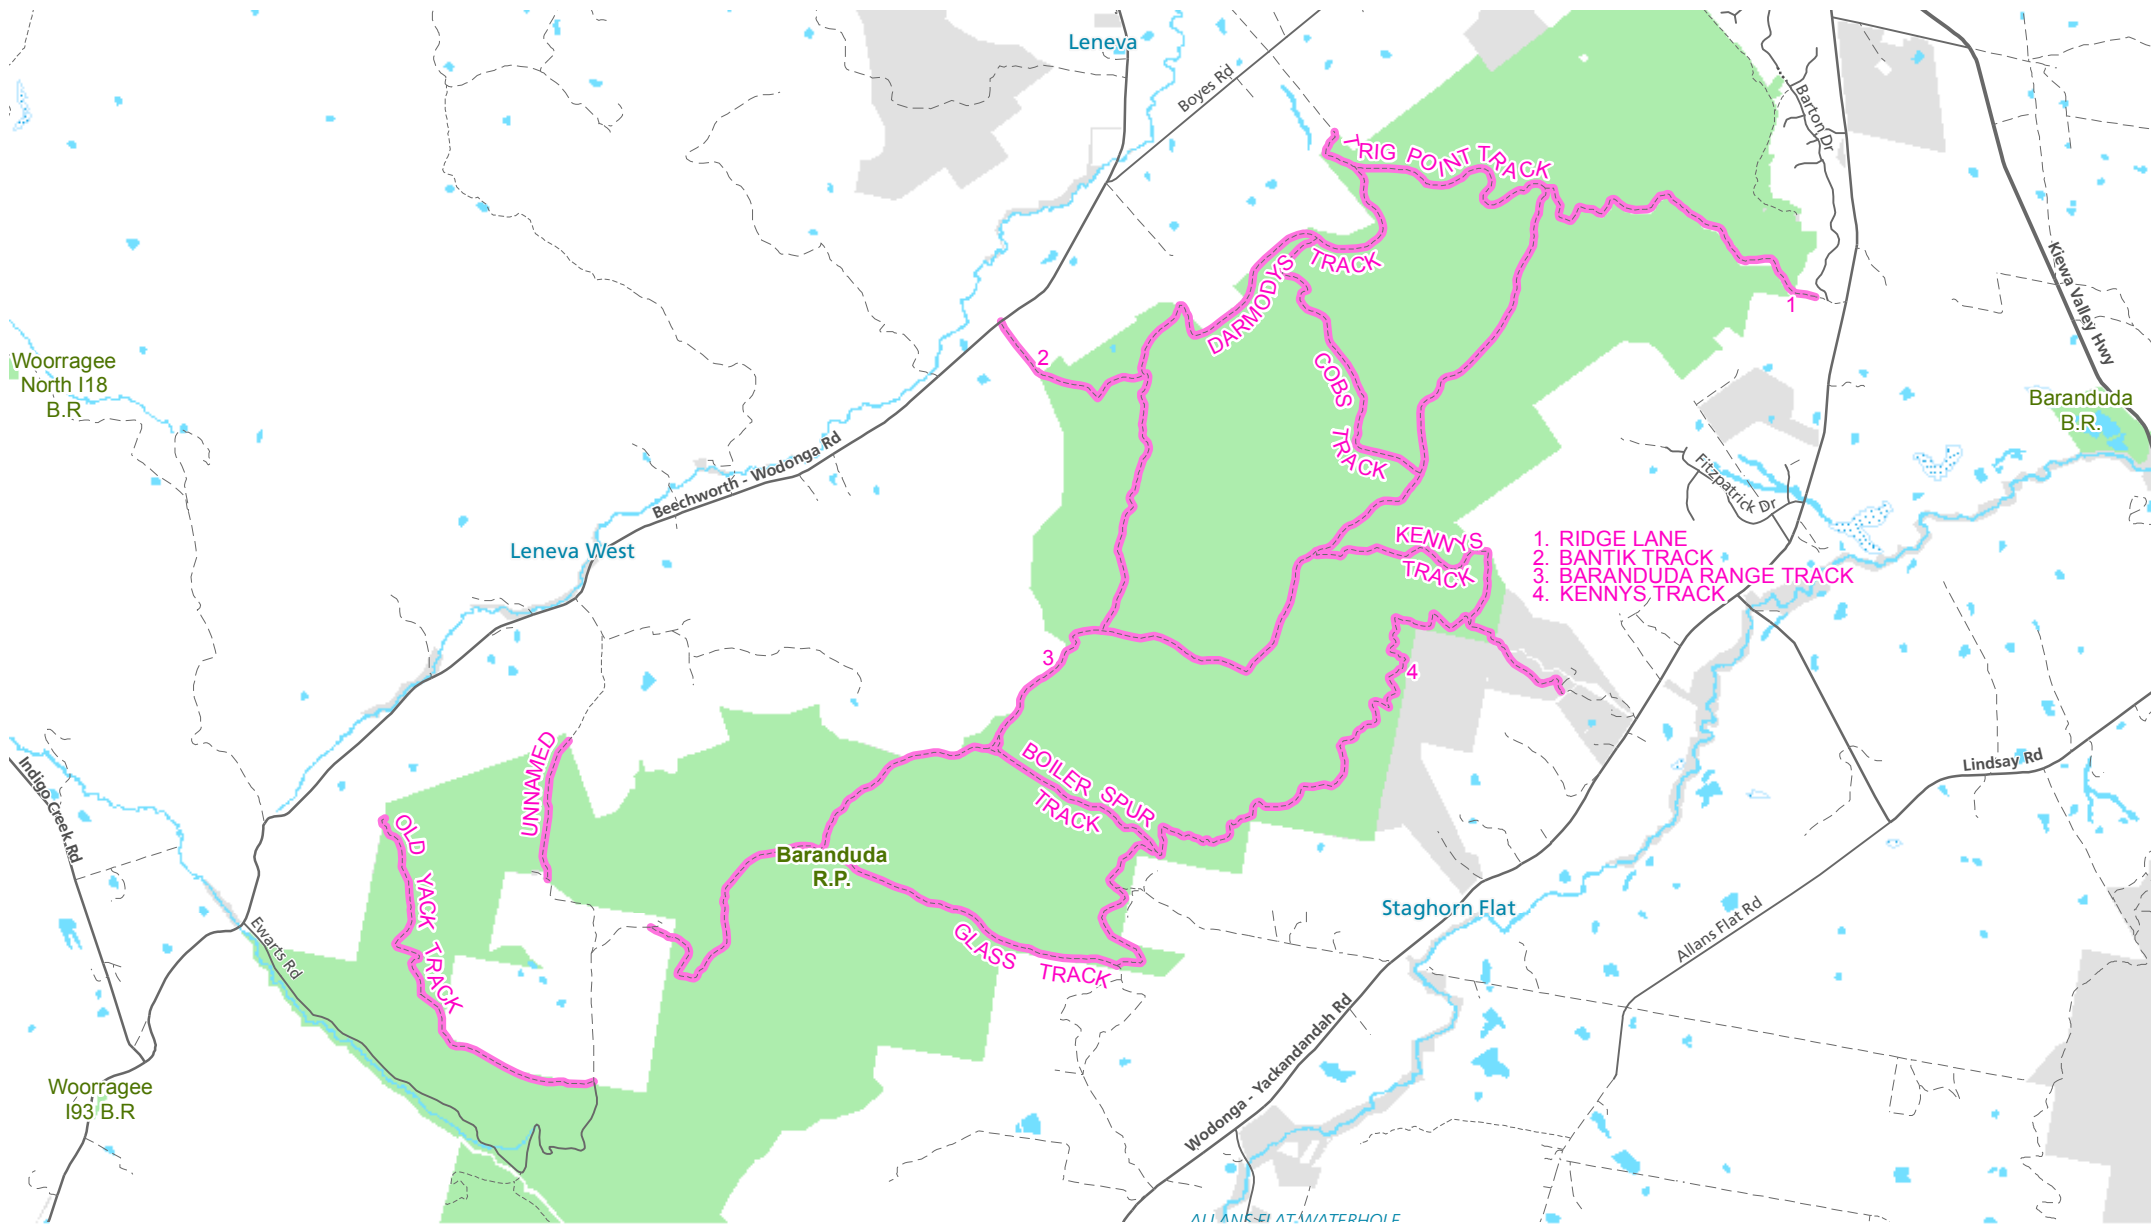 Leneva
Boyes Rd
Barton Dr
TRIG POINT TRACK
Kiewa Valley Hwy
DARMODYS TRACK
1
2
Woorragee
North I18
B.R
COBS TRACK
Baranduda
B.R.
Beechworth - Wodonga Rd
Fitzpatrick Dr
Leneva West
KENNYS
TRACK
1. RIDGE LANE
2. BANTIK TRACK
3. BARANDUDA RANGE TRACK
4. KENNYS TRACK
3
4
UNNAMED
BOILER SPUR
TRACK
Lindsay Rd
Indigo Creek Rd
OLD YACK TRACK
Baranduda
R.P.
Staghorn Flat
Ewarts Rd
GLASS TRACK
Allans Flat Rd
Wodonga - Yackandandah Rd
Woorragee
I93 B.R
ALLANS FLAT WATERHOLE